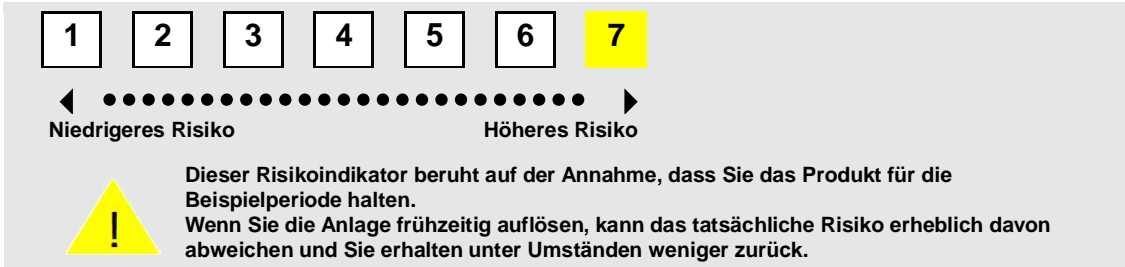 1 2 3 4 5 6 7
Niedrigeres Risiko Höheres Risiko
Dieser Risikoindikator beruht auf der Annahme, dass Sie das Produkt für die
Beispielperiode halten.
Wenn Sie die Anlage frühzeitig auflösen, kann das tatsächliche Risiko erheblich davon
abweichen und Sie erhalten unter Umständen weniger zurück.
!